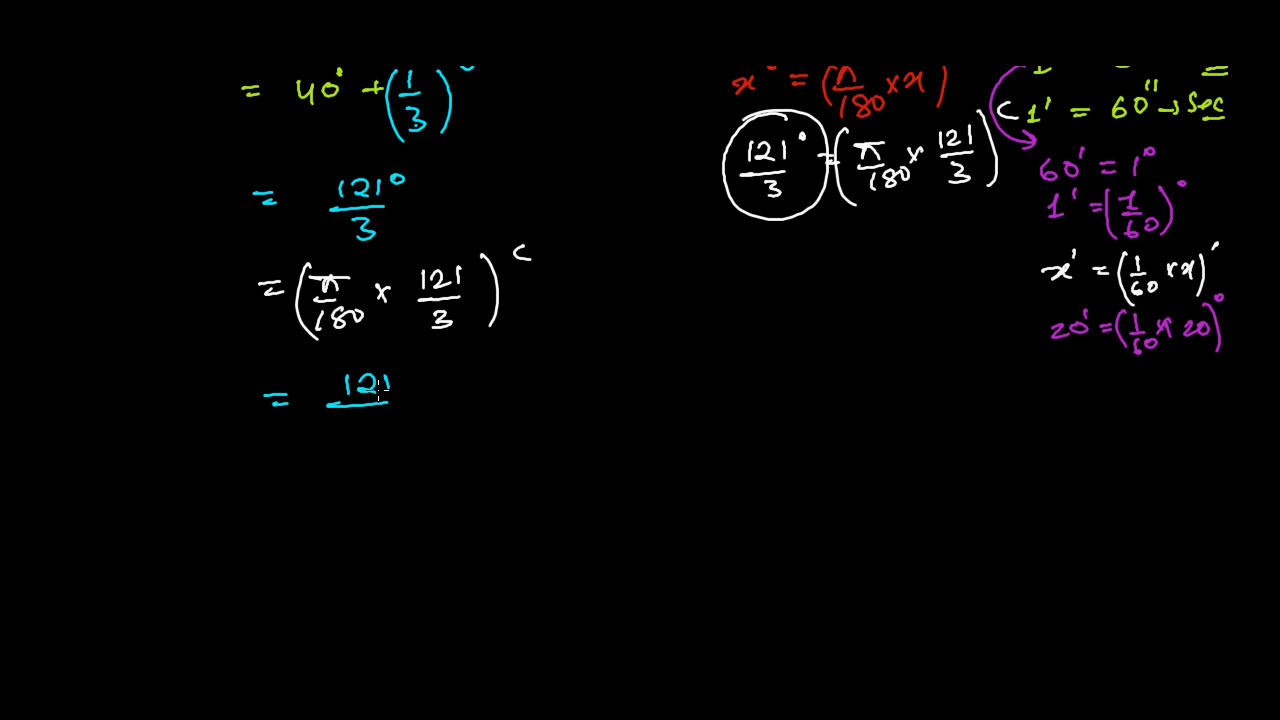 = 40° + (1/3)°
= 121°/3
= (π/180 × 121/3)ᶜ
= 121
x° = (π/180 × x)
121°/3 = (π/180 × 121/3)ᶜ
1' = 60'' → Sec
60' = 1°
1' = (1/60)°
x' = (1/60 × x)°
20' = (1/60 × 20)°